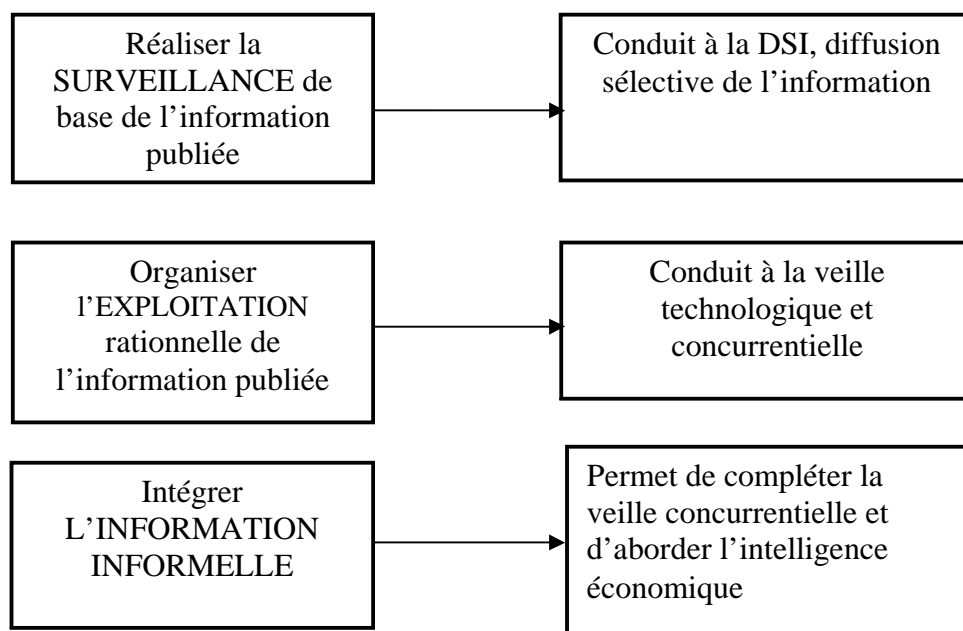 Réaliser la
SURVEILLANCE de
base de l’information
publiée
Conduit à la DSI, diffusion
sélective de l’information
Organiser
l’EXPLOITATION
rationnelle de
l’information publiée
Conduit à la veille
technologique et
concurrentielle
Intégrer
L’INFORMATION
INFORMELLE
Permet de compléter la
veille concurrentielle et
d’aborder l’intelligence
économique